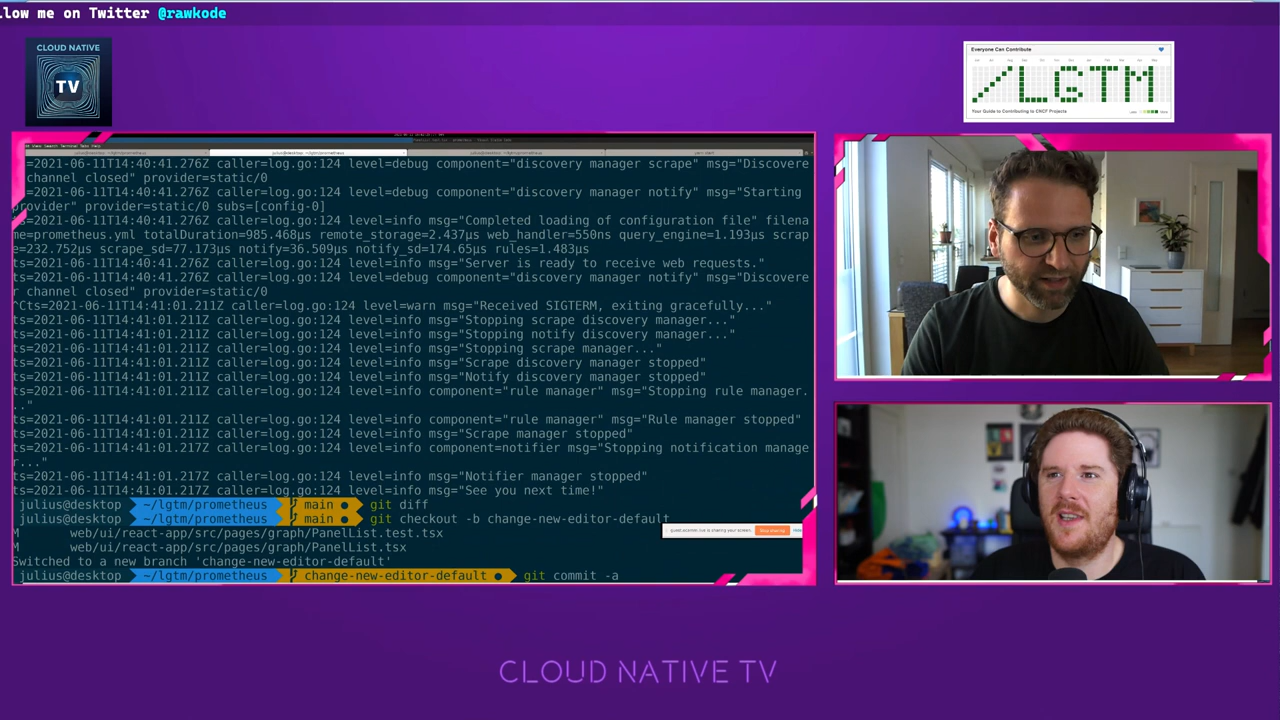 llow me on Twitter @rawkode
CLOUD NATIVE
TV
Everyone Can Contribute
/LGTM
Your Guide to Contributing to CNCF Projects
julius@desktop: ~/lgtm/prometheus
=2021-06-11T14:40:41.276Z caller=log.go:124 level=debug component="discovery manager scrape" msg="Discovere
channel closed" provider=static/0
=2021-06-11T14:40:41.276Z caller=log.go:124 level=debug component="discovery manager notify" msg="Starting
provider" provider=static/0 subs=[config-0]
ts=2021-06-11T14:40:41.276Z caller=log.go:124 level=info msg="Completed loading of configuration file" filena
me=prometheus.yml totalDuration=985.468µs remote_storage=2.437µs web_handler=550ns query_engine=1.193µs scrap
e=232.752µs scrape_sd=77.173µs notify=36.509µs notify_sd=174.65µs rules=1.483µs
ts=2021-06-11T14:40:41.276Z caller=log.go:124 level=info msg="Server is ready to receive web requests."
ts=2021-06-11T14:40:41.276Z caller=log.go:124 level=debug component="discovery manager notify" msg="Discovere
r channel closed" provider=static/0
^Cts=2021-06-11T14:41:01.211Z caller=log.go:124 level=warn msg="Received SIGTERM, exiting gracefully..."
ts=2021-06-11T14:41:01.211Z caller=log.go:124 level=info msg="Stopping scrape discovery manager..."
ts=2021-06-11T14:41:01.211Z caller=log.go:124 level=info msg="Stopping notify discovery manager..."
ts=2021-06-11T14:41:01.211Z caller=log.go:124 level=info msg="Stopping scrape manager..."
ts=2021-06-11T14:41:01.211Z caller=log.go:124 level=info msg="Scrape discovery manager stopped"
ts=2021-06-11T14:41:01.211Z caller=log.go:124 level=info msg="Notify discovery manager stopped"
ts=2021-06-11T14:41:01.211Z caller=log.go:124 level=info component="rule manager" msg="Stopping rule manager.
.."
ts=2021-06-11T14:41:01.211Z caller=log.go:124 level=info component="rule manager" msg="Rule manager stopped"
ts=2021-06-11T14:41:01.211Z caller=log.go:124 level=info msg="Scrape manager stopped"
ts=2021-06-11T14:41:01.217Z caller=log.go:124 level=info component=notifier msg="Stopping notification manage
r..."
ts=2021-06-11T14:41:01.217Z caller=log.go:124 level=info msg="Notifier manager stopped"
ts=2021-06-11T14:41:01.217Z caller=log.go:124 level=info msg="See you next time!"
julius@desktop ~/lgtm/prometheus main ● git diff
julius@desktop ~/lgtm/prometheus main ● git checkout -b change-new-editor-default
M web/ui/react-app/src/pages/graph/PanelList.test.tsx
M web/ui/react-app/src/pages/graph/PanelList.tsx
Switched to a new branch 'change-new-editor-default'
julius@desktop ~/lgtm/prometheus change-new-editor-default ● git commit -a
is sharing your screen. Stop sharing Hide
CLOUD NATIVE TV